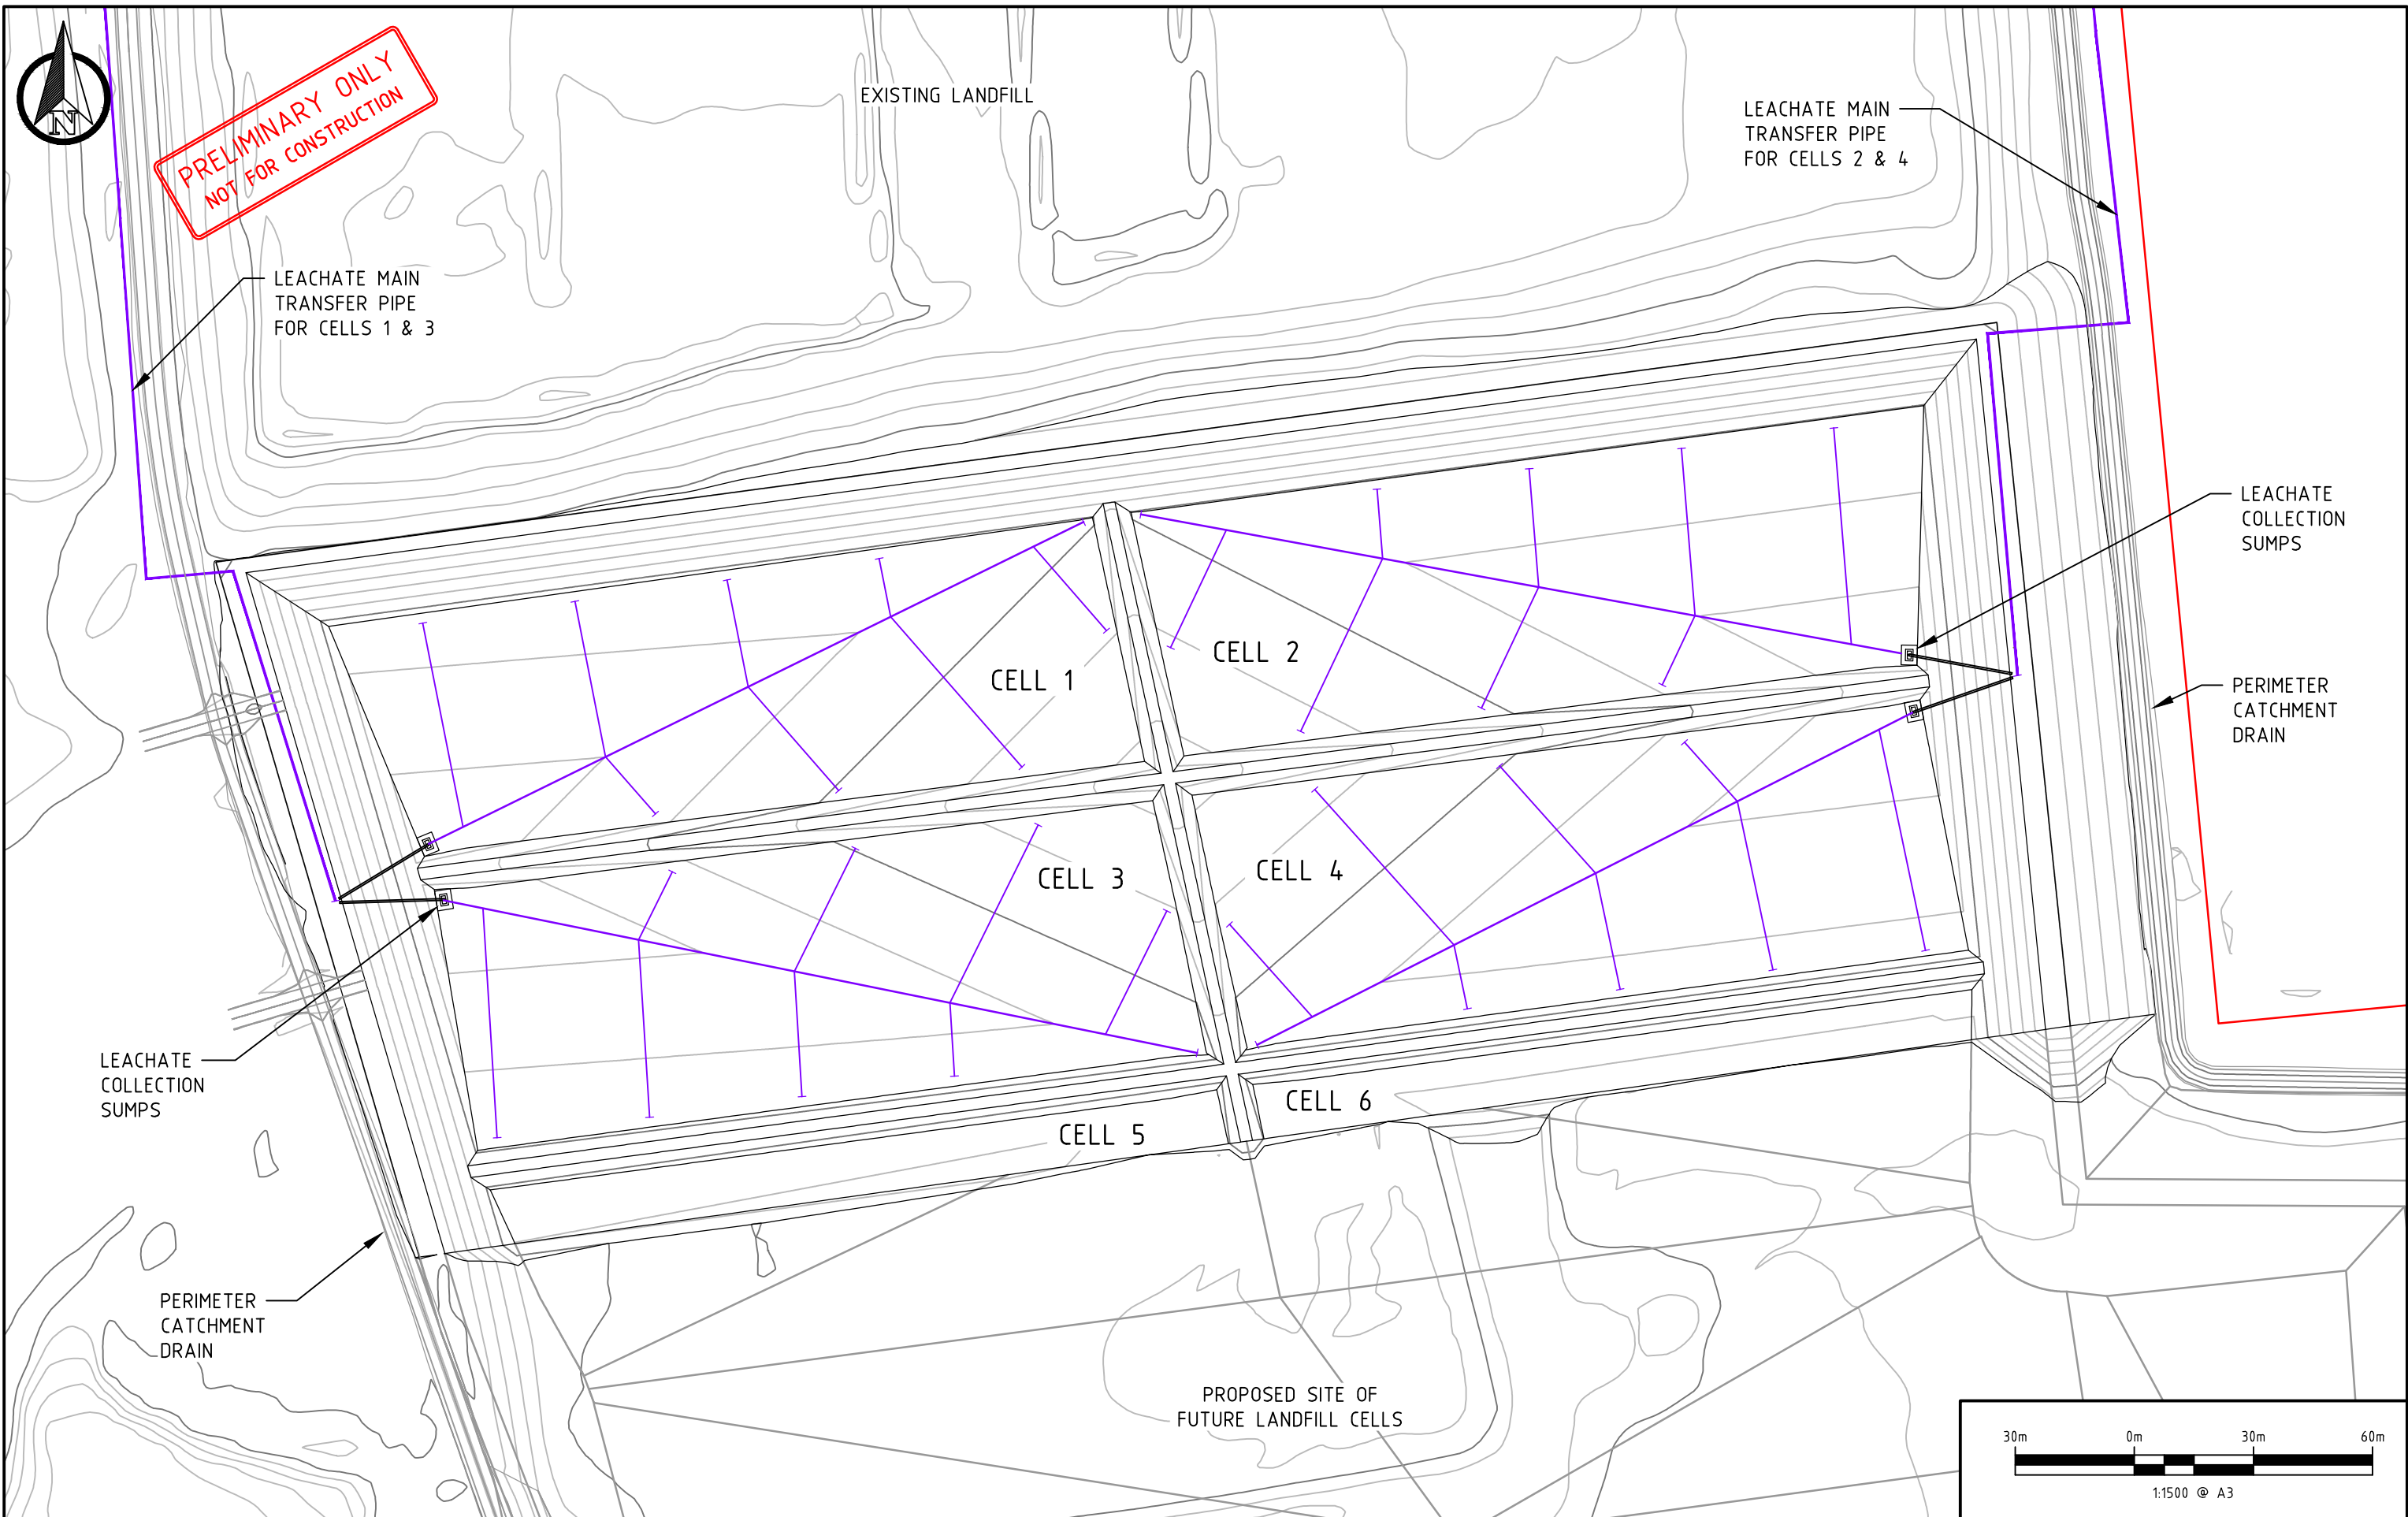 N
PRELIMINARY ONLY
NOT FOR CONSTRUCTION
EXISTING LANDFILL
LEACHATE MAIN
TRANSFER PIPE
FOR CELLS 2 & 4
LEACHATE MAIN
TRANSFER PIPE
FOR CELLS 1 & 3
LEACHATE
COLLECTION
SUMPS
CELL 1
CELL 2
PERIMETER
CATCHMENT
DRAIN
CELL 3
CELL 4
LEACHATE
COLLECTION
SUMPS
CELL 5
CELL 6
PERIMETER
CATCHMENT
DRAIN
PROPOSED SITE OF
FUTURE LANDFILL CELLS
30m 0m 30m 60m
1:1500 @ A3